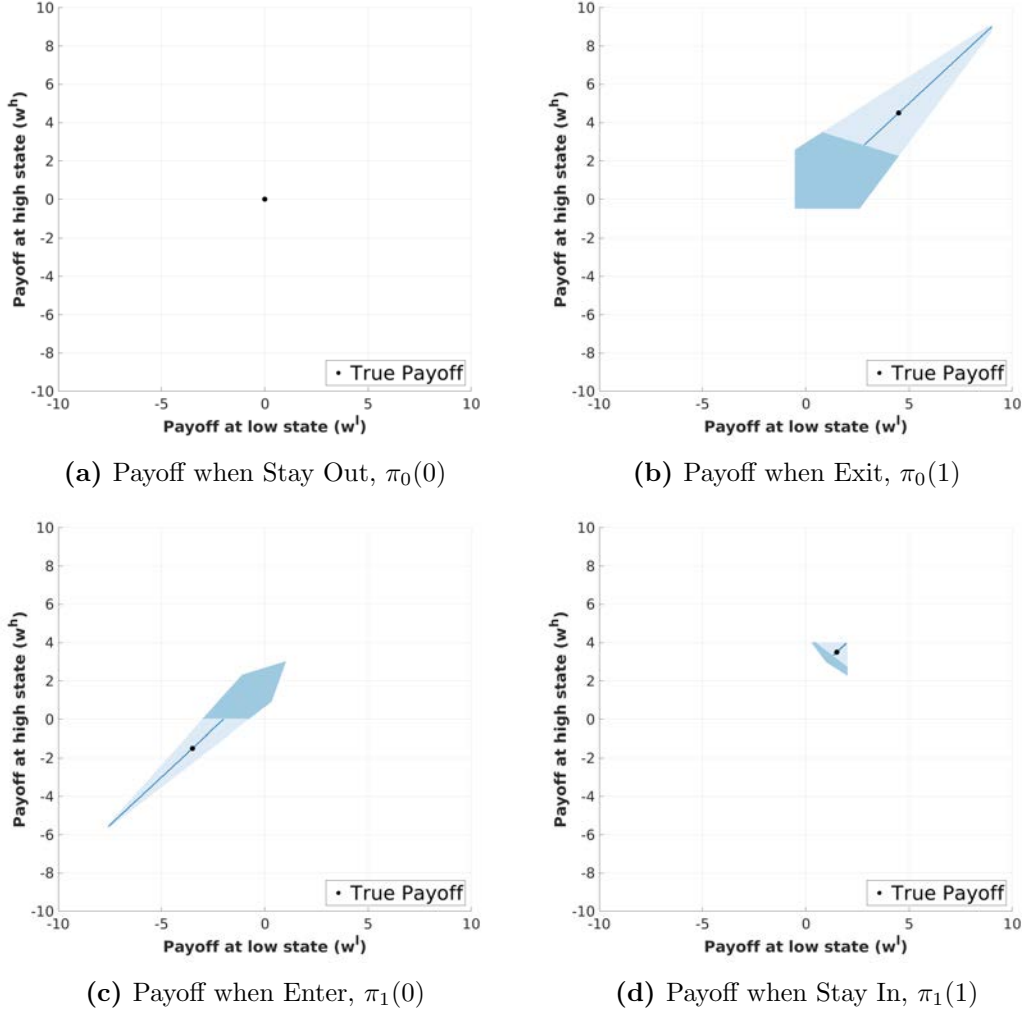 10
8
6
4
2
0
-2
-4
-6
-8
-10
-10 -5 0 5 10
Payoff at high state (w^h)
Payoff at low state (w^l)
True Payoff
(a) Payoff when Stay Out, π₀(0)
10
8
6
4
2
0
-2
-4
-6
-8
-10
-10 -5 0 5 10
Payoff at high state (w^h)
Payoff at low state (w^l)
True Payoff
(b) Payoff when Exit, π₀(1)
10
8
6
4
2
0
-2
-4
-6
-8
-10
-10 -5 0 5 10
Payoff at high state (w^h)
Payoff at low state (w^l)
True Payoff
(c) Payoff when Enter, π₁(0)
10
8
6
4
2
0
-2
-4
-6
-8
-10
-10 -5 0 5 10
Payoff at high state (w^h)
Payoff at low state (w^l)
True Payoff
(d) Payoff when Stay In, π₁(1)